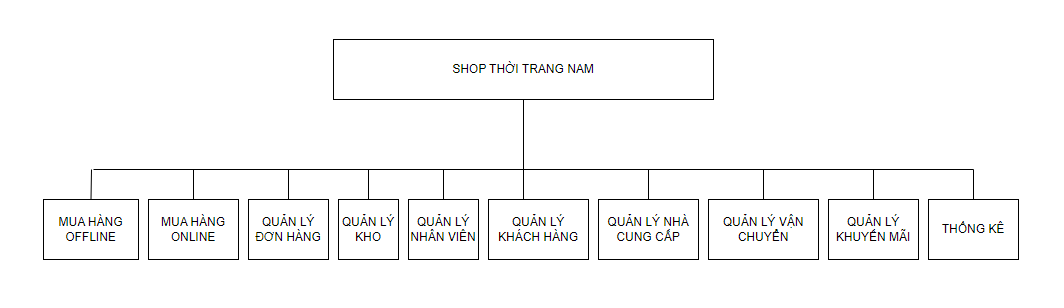 SHOP THỜI TRANG NAM
MUA HÀNG
OFFLINE
MUA HÀNG
ONLINE
QUẢN LÝ
ĐƠN HÀNG
QUẢN LÝ
KHO
QUẢN LÝ
NHÂN VIÊN
QUẢN LÝ
KHÁCH HÀNG
QUẢN LÝ NHÀ
CUNG CẤP
QUẢN LÝ VẬN
CHUYỂN
QUẢN LÝ
KHUYẾN MÃI
THỐNG KÊ